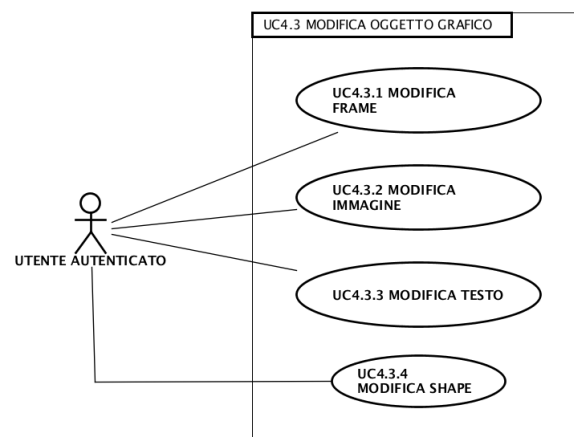 UC4.3 MODIFICA OGGETTO GRAFICO
UC4.3.1 MODIFICA
FRAME
UC4.3.2 MODIFICA
IMMAGINE
UTENTE AUTENTICATO
UC4.3.3 MODIFICA TESTO
UC4.3.4
MODIFICA SHAPE